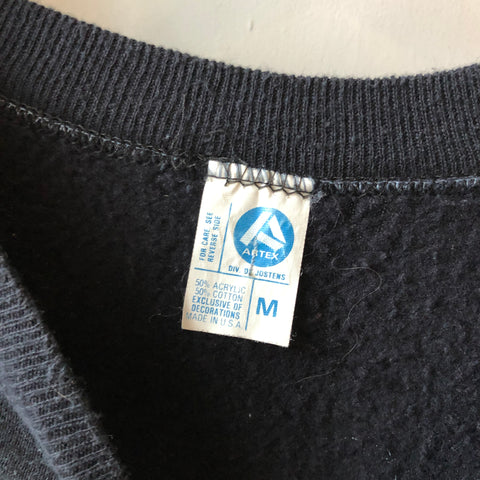 FOR CARE SEE
REVERSE SIDE
ARTEX
DIV. OF JOSTENS
50% ACRYLIC
50% COTTON
EXCLUSIVE OF
DECORATIONS
MADE IN U.S.A.
M